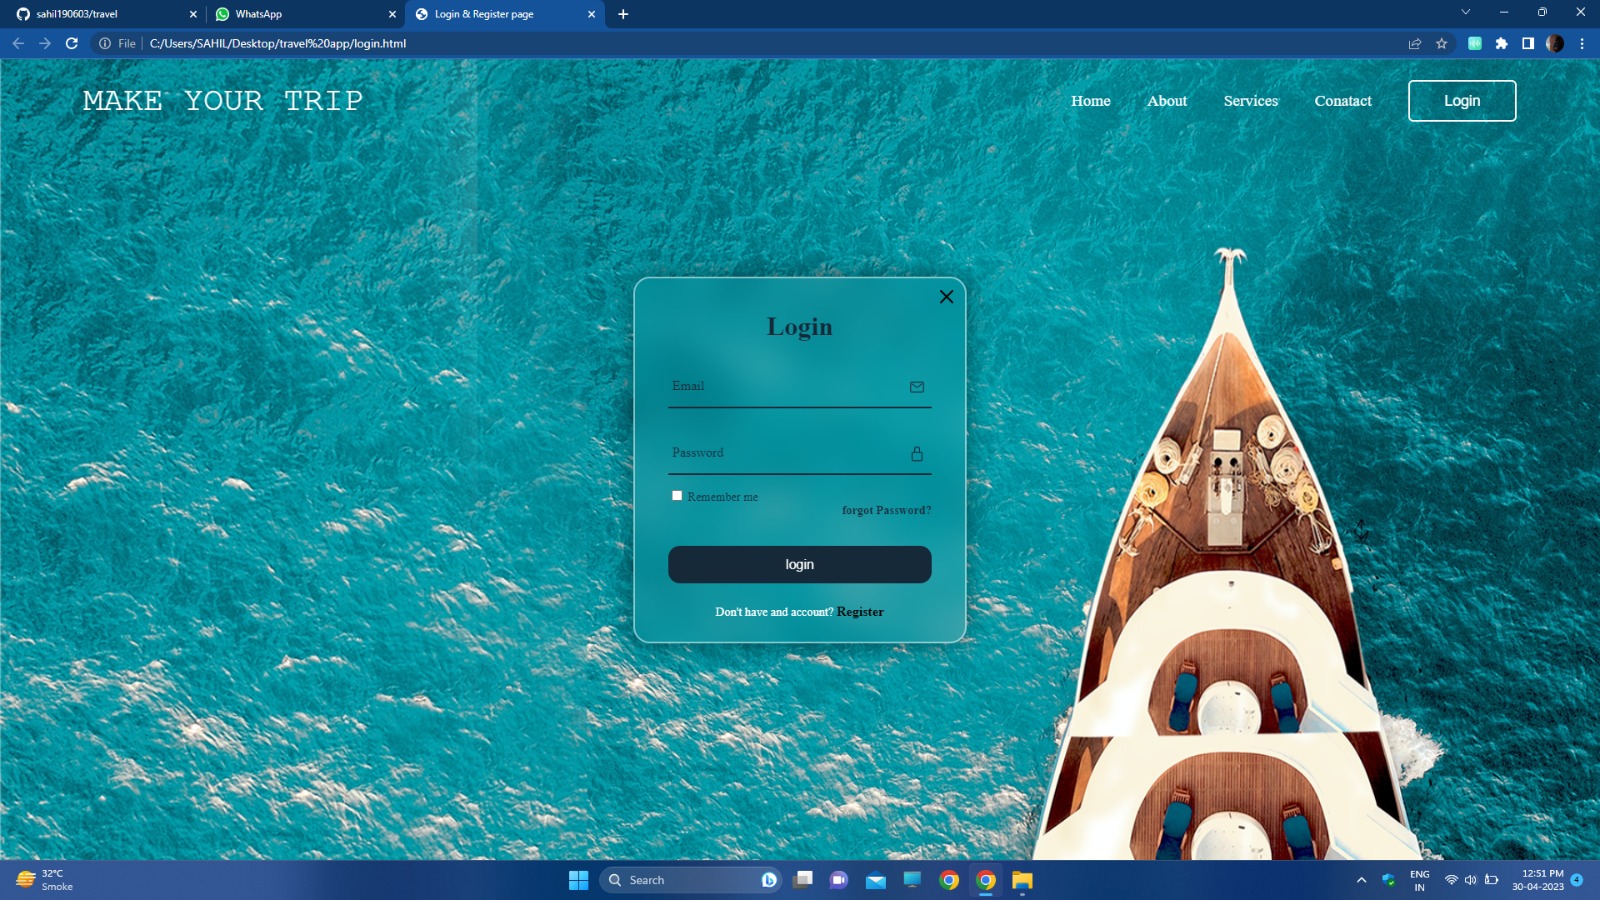 sahil190603/travel
WhatsApp
Login & Register page
File
C:/Users/SAHIL/Desktop/travel%20app/login.html
MAKE YOUR TRIP
Home
About
Services
Conatact
Login
Login
Email
Password
Remember me
forgot Password?
login
Don't have and account? Register
32°C
Smoke
Search
ENG
IN
12:51 PM
30-04-2023
4